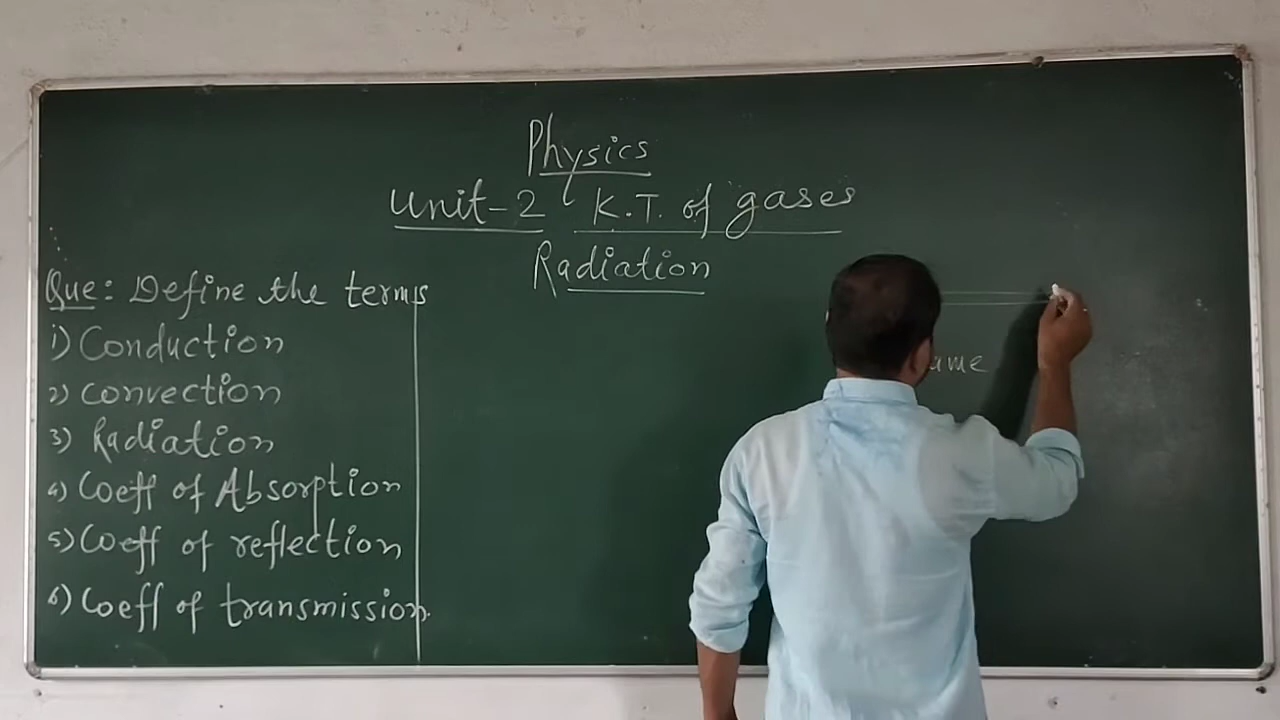 Physics
Unit-2 K.T. of gases
Radiation
Que: Define the terms
1) Conduction
2) Convection
3) Radiation
4) Coeff of Absorption
5) Coeff of reflection
6) Coeff of transmission.